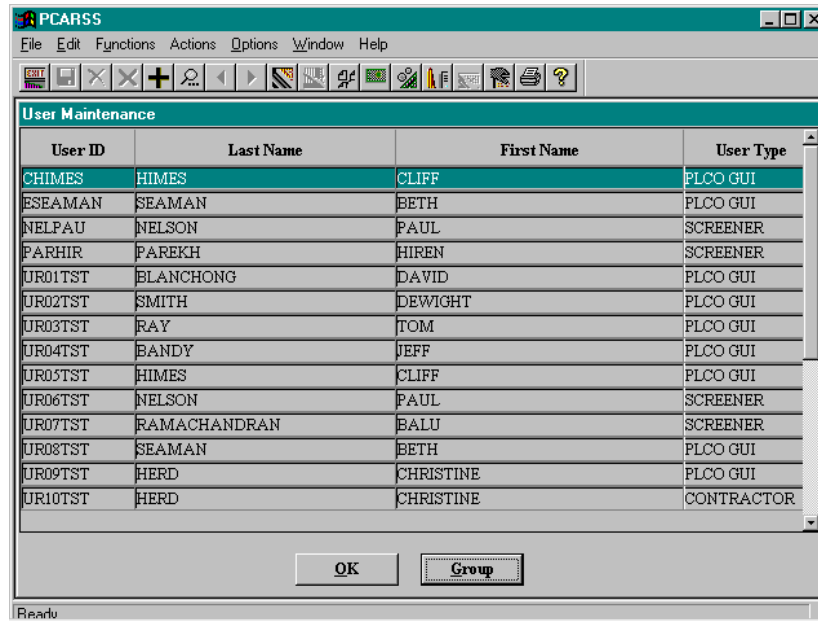 PCARSS
File Edit Functions Actions Options Window Help
EXIT
User Maintenance
User ID Last Name First Name User Type
CHIMES HIMES CLIFF PLCO GUI
ESEAMAN SEAMAN BETH PLCO GUI
NELPAU NELSON PAUL SCREENER
PARHIR PAREKH HIREN SCREENER
UR01TST BLANCHONG DAVID PLCO GUI
UR02TST SMITH DEWIGHT PLCO GUI
UR03TST RAY TOM PLCO GUI
UR04TST BANDY JEFF PLCO GUI
UR05TST HIMES CLIFF PLCO GUI
UR06TST NELSON PAUL SCREENER
UR07TST RAMACHANDRAN BALU SCREENER
UR08TST SEAMAN BETH PLCO GUI
UR09TST HERD CHRISTINE PLCO GUI
UR10TST HERD CHRISTINE CONTRACTOR
OK Group
Ready